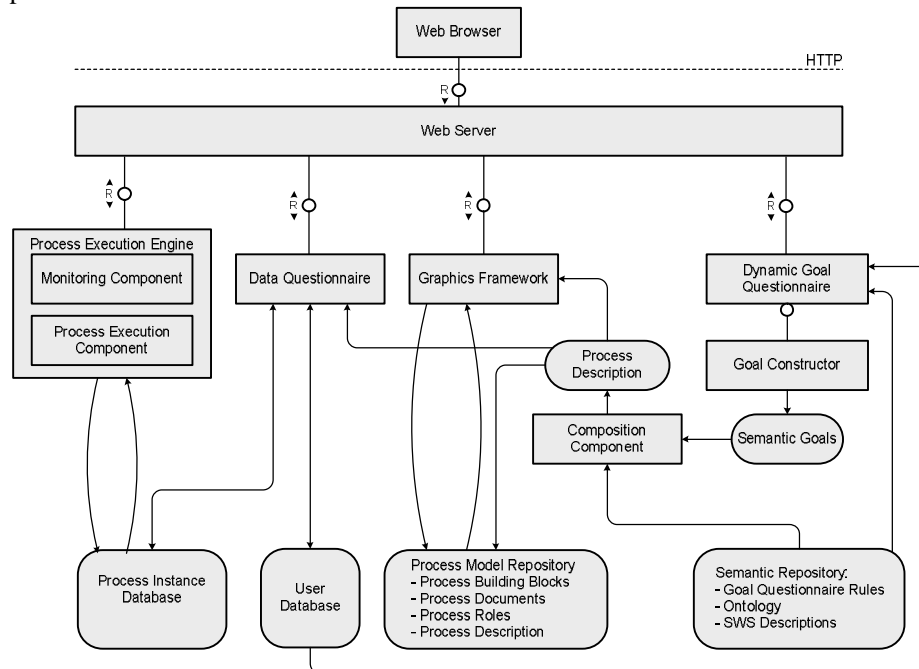 Web Browser
HTTP
R
Web Server
R
R
R
R
Process Execution Engine
Monitoring Component
Process Execution
Component
Data Questionnaire
Graphics Framework
Dynamic Goal
Questionnaire
Process
Description
Goal Constructor
Composition
Component
Semantic Goals
Process Instance
Database
User
Database
Process Model Repository
- Process Building Blocks
- Process Documents
- Process Roles
- Process Description
Semantic Repository:
- Goal Questionnaire Rules
- Ontology
- SWS Descriptions